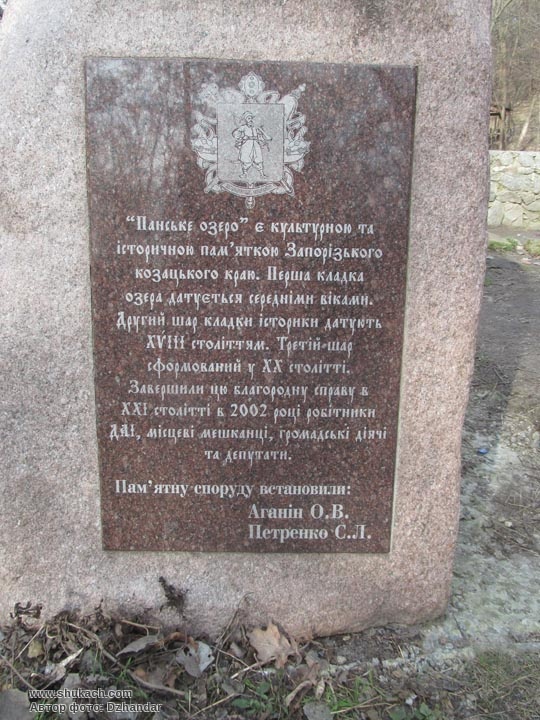 “Панське озеро” є культурною та
історичною пам’яткою Запорізького
козацького краю. Перша кладка
озера датується середніми віками.
Другий шар кладки історики датують
XVIII століттям. Третій шар
сформований у XX столітті.
Завершили цю благородну справу в
XXI столітті в 2002 році робітники
ДАІ, місцеві мешканці, громадські діячі
та депутати.
Пам’ятну споруду встановили:
Аганін О.В.
Петренко С.Л.
www.shukach.com
Автор фото: Dzhandar